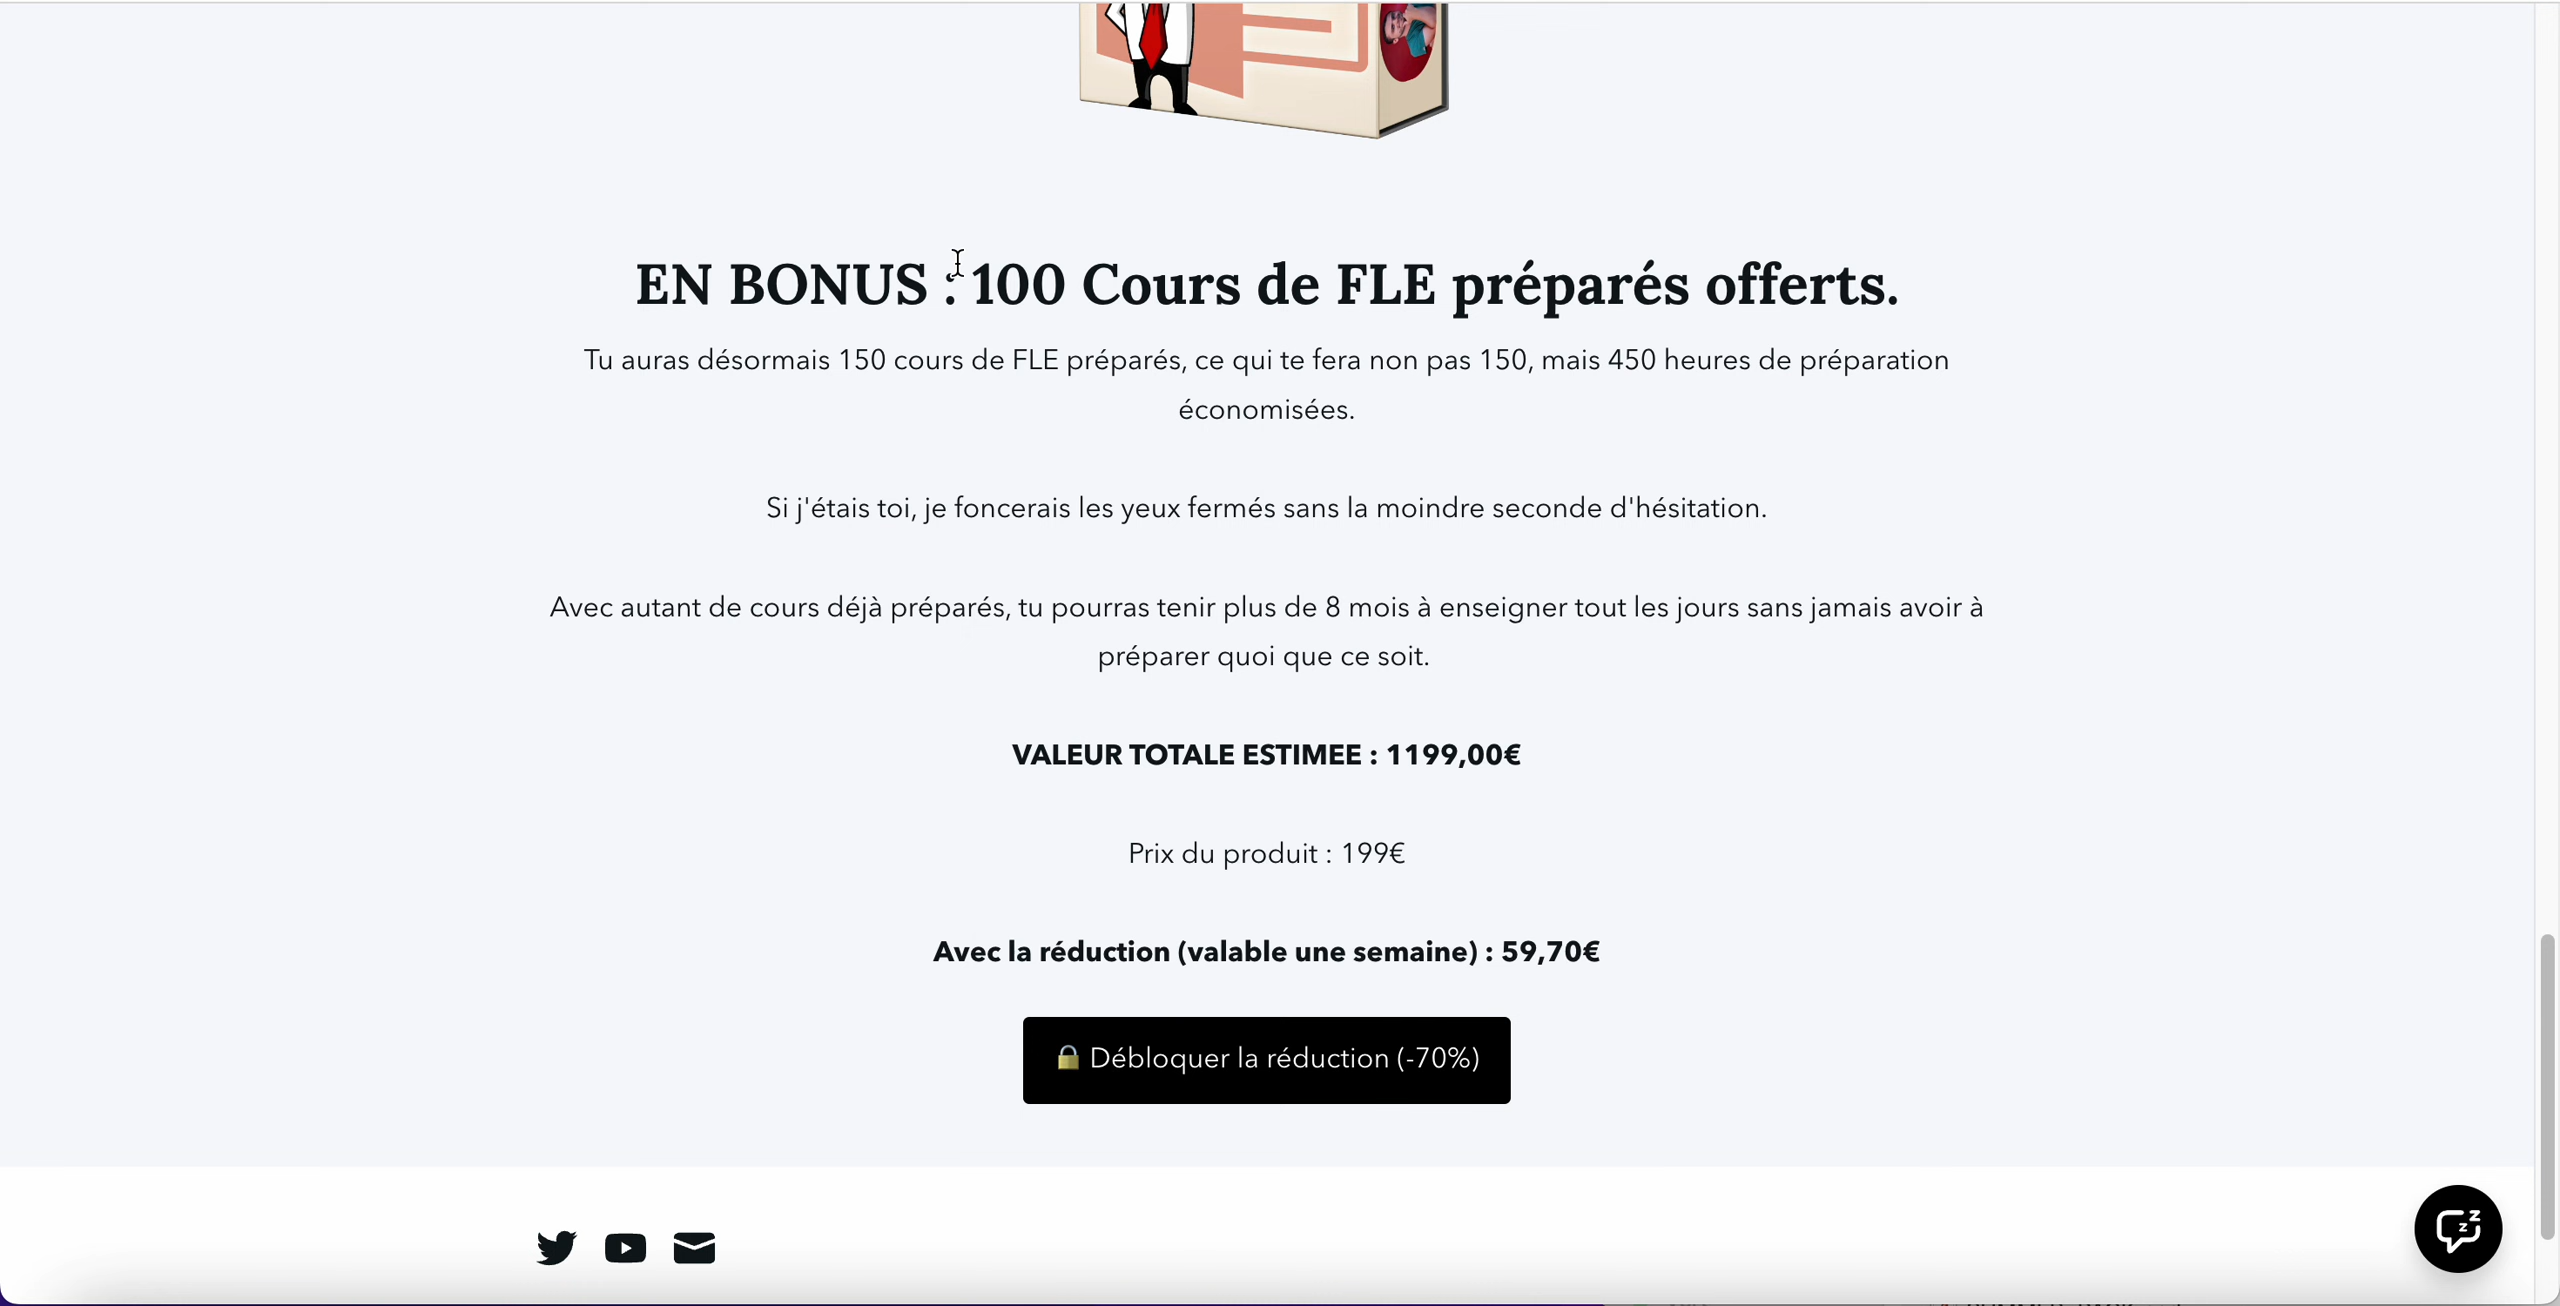 EN BONUS : 100 Cours de FLE préparés offerts.
Tu auras désormais 150 cours de FLE préparés, ce qui te fera non pas 150, mais 450 heures de préparation
économisées.
Si j'étais toi, je foncerais les yeux fermés sans la moindre seconde d'hésitation.
Avec autant de cours déjà préparés, tu pourras tenir plus de 8 mois à enseigner tout les jours sans jamais avoir à
préparer quoi que ce soit.
VALEUR TOTALE ESTIMEE : 1199,00€
Prix du produit : 199€
Avec la réduction (valable une semaine) : 59,70€
🔒 Débloquer la réduction (-70%)